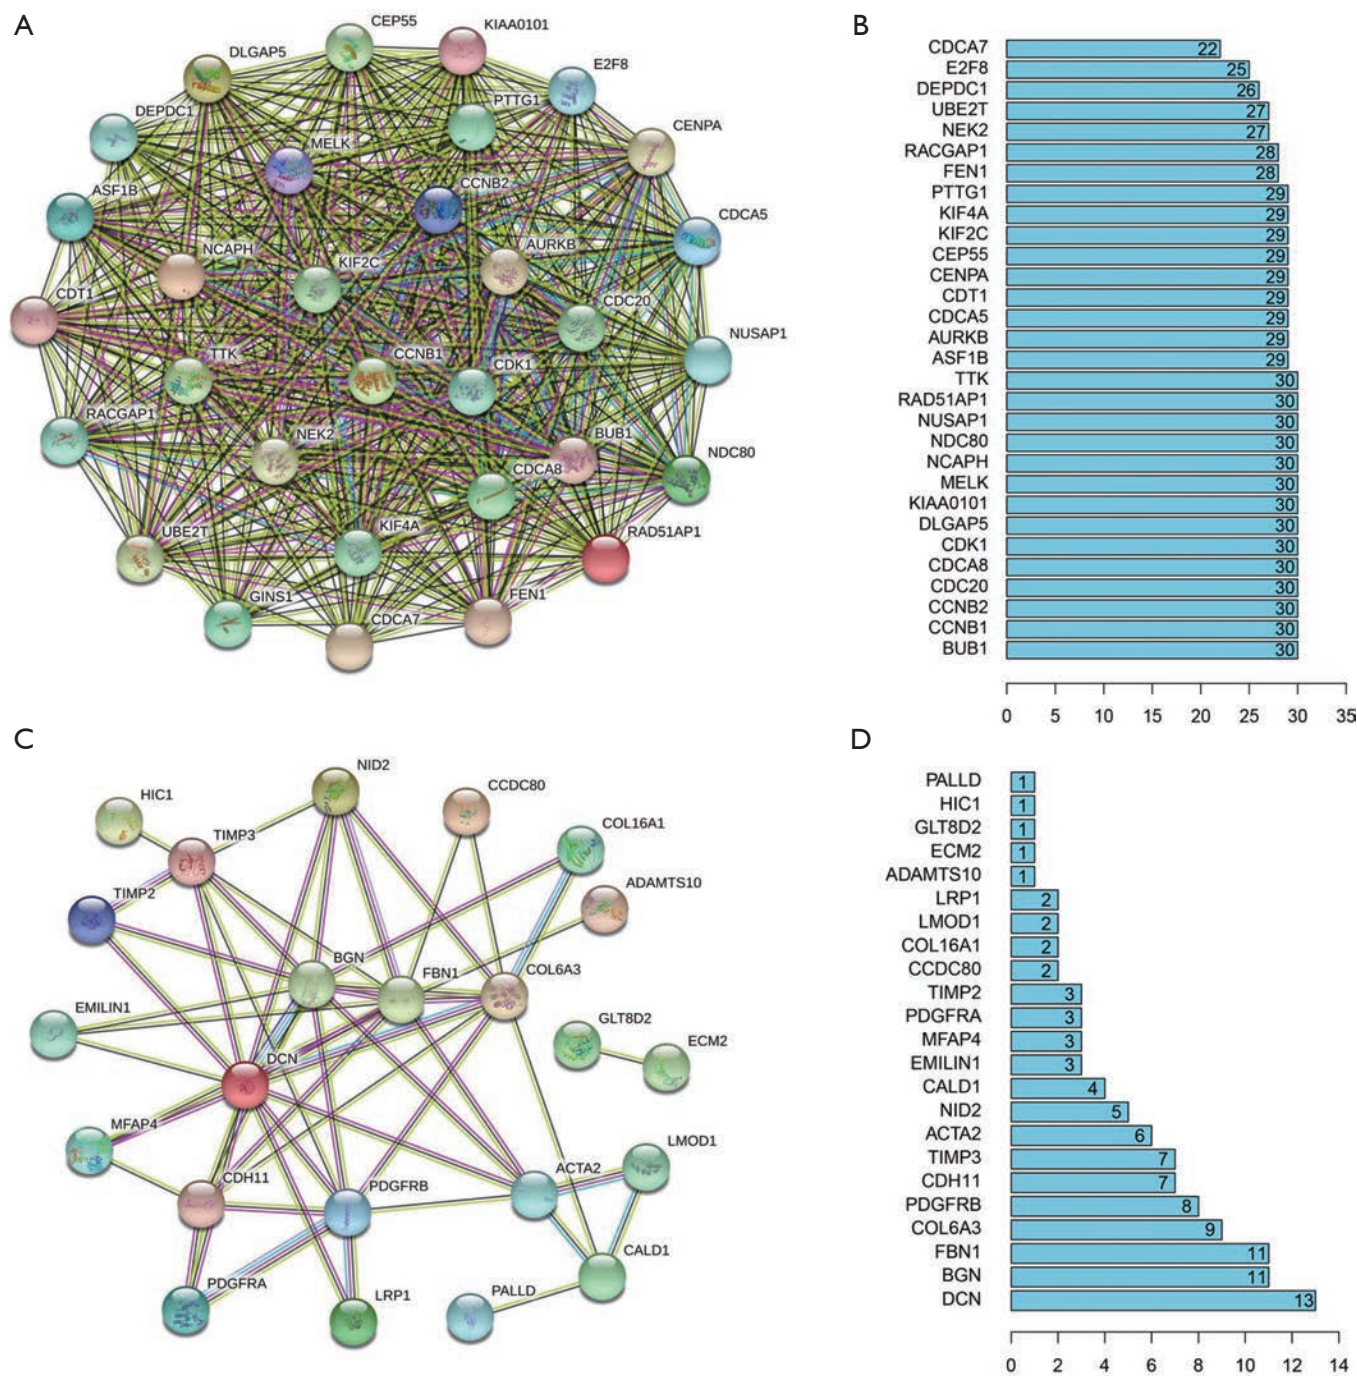 A
CEP55
KIAA0101
DLGAP5
E2F8
DEPDC1
PTTG1
CENPA
MELK
ASF1B
CCNB2
CDCA5
NCAPH
AURKB
KIF2C
CDT1
CDC20
NUSAP1
TTK
CCNB1
CDK1
RACGAP1
NEK2
BUB1
NDC80
CDCA8
UBE2T
KIF4A
RAD51AP1
GINS1
CDCA7
FEN1
B
CDCA7 22
E2F8 25
DEPDC1 26
UBE2T 27
NEK2 27
RACGAP1 28
FEN1 28
PTTG1 29
KIF4A 29
KIF2C 29
CEP55 29
CENPA 29
CDT1 29
CDCA5 29
AURKB 29
ASF1B 29
TTK 30
RAD51AP1 30
NUSAP1 30
NDC80 30
NCAPH 30
MELK 30
KIAA0101 30
DLGAP5 30
CDK1 30
CDCA8 30
CDC20 30
CCNB2 30
CCNB1 30
BUB1 30
0 5 10 15 20 25 30 35
C
NID2
CCDC80
HIC1
COL16A1
TIMP3
ADAMTS10
TIMP2
BGN
FBN1
COL6A3
EMILIN1
GLT8D2
ECM2
DCN
MFAP4
LMOD1
CDH11
PDGFRB
ACTA2
CALD1
PDGFRA
LRP1
PALLD
D
PALLD 1
HIC1 1
GLT8D2 1
ECM2 1
ADAMTS10 1
LRP1 2
LMOD1 2
COL16A1 2
CCDC80 2
TIMP2 3
PDGFRA 3
MFAP4 3
EMILIN1 3
CALD1 4
NID2 5
ACTA2 6
TIMP3 7
CDH11 7
PDGFRB 8
COL6A3 9
FBN1 11
BGN 11
DCN 13
0 2 4 6 8 10 12 14